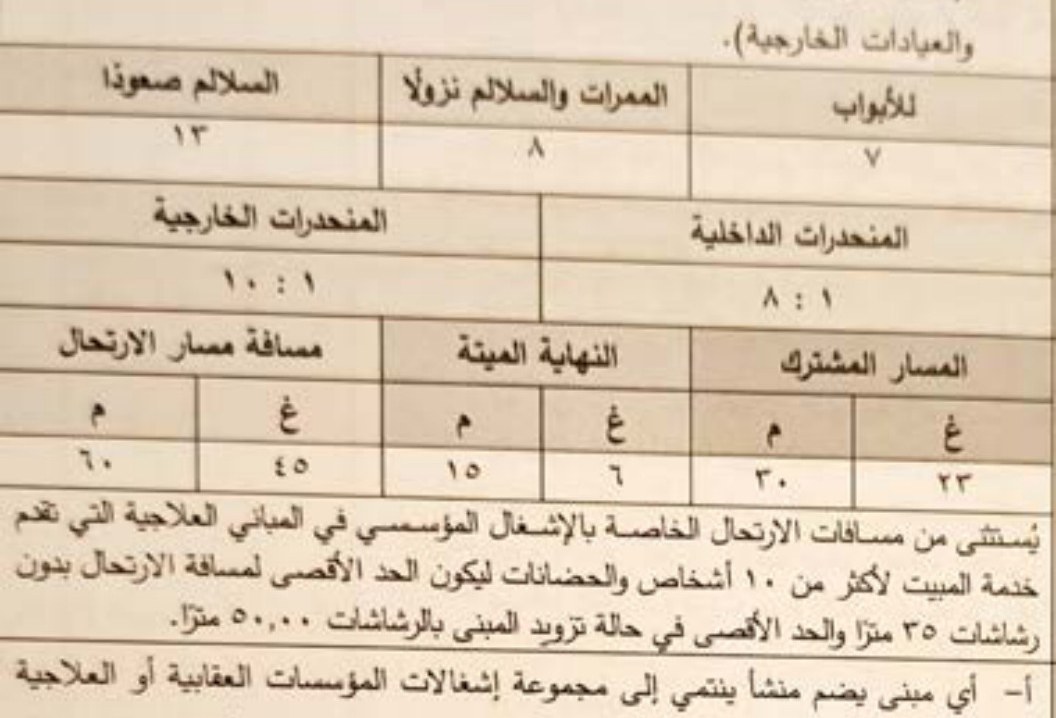 والعيادات الخارجية).
للأبواب الممرات والسلالم نزولًا السلالم صعودًا
٧ ٨ ١٣
المنحدرات الداخلية المنحدرات الخارجية
١ : ٨ ١ : ١٠
المسار المشترك النهاية الميتة مسافة مسار الارتحال
غ م غ م غ م
٢٣ ٣٠ ٦ ١٥ ٤٥ ٦٠
يُستثنى من مسافات الارتحال الخاصة بالإشغال المؤسسي في المباني العلاجية التي تقدم
خدمة المبيت لأكثر من ١٠ أشخاص والحضانات ليكون الحد الأقصى لمسافة الارتحال بدون
رشاشات ٣٥ مترًا والحد الأقصى في حالة تزويد المبنى بالرشاشات ٥٠,٠٠ مترًا.
أ- أي مبنى يضم منشأ ينتمي إلى مجموعة إشغالات المؤسسات العقابية أو العلاجية